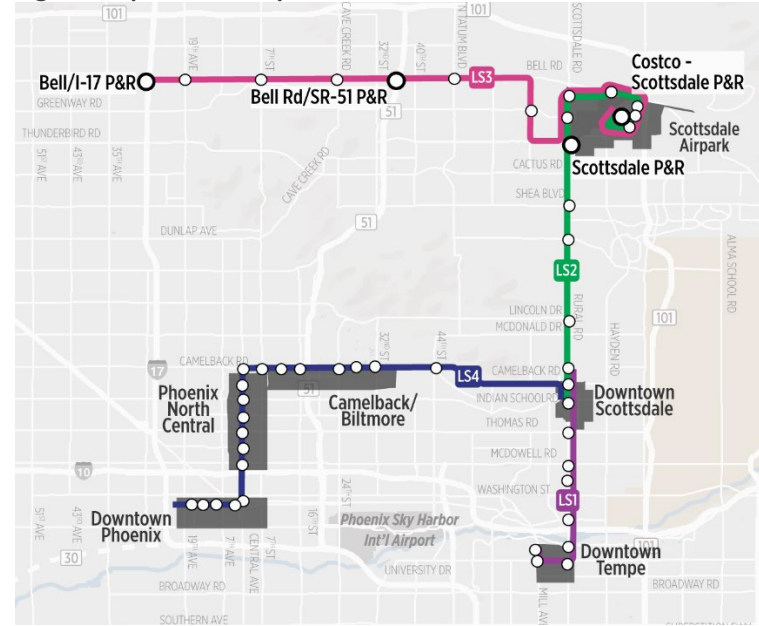 101
19TH AVE
7TH ST
CAVE CREEK RD
32ND ST
40TH ST
TATUM BLVD
SCOTTSDALE RD
101
BELL RD
Costco -
Scottsdale P&R
Bell/I-17 P&R
LS3
GREENWAY RD
Bell Rd/SR-51 P&R
THUNDERBIRD RD
Scottsdale
Airpark
51ST AVE
43RD AVE
35TH AVE
CAVE CREEK RD
CACTUS RD
Scottsdale P&R
SHEA BLVD
51
DUNLAP AVE
ALMA SCHOOL RD
LS2
LINCOLN DR
MCDONALD DR
RURAL RD
HAYDEN RD
101
32ND ST
44TH ST
CAMELBACK RD
17
CAMELBACK RD
LS4
Phoenix
North
Central
51
Camelback/
Biltmore
INDIAN SCHOOL RD
Downtown
Scottsdale
THOMAS RD
MCDOWELL RD
10
WASHINGTON ST
LS1
24TH ST
16TH ST
51ST AVE
43RD AVE
Downtown
Phoenix
19TH AVE
7TH AVE
CENTRAL AVE
7TH ST
Phoenix Sky Harbor
Int'l Airport
30
UNIVERSITY DR
Downtown
Tempe
BROADWAY RD
BROADWAY RD
MILL AVE
SOUTHERN AVE